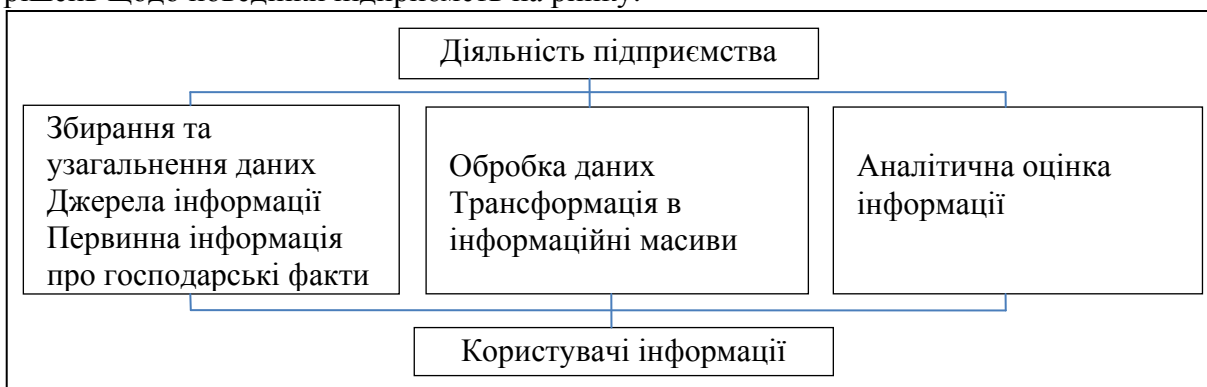 Діяльність підприємства
Збирання та
узагальнення даних
Джерела інформації
Первинна інформація
про господарські факти
Обробка даних
Трансформація в
інформаційні масиви
Аналітична оцінка
інформації
Користувачі інформації